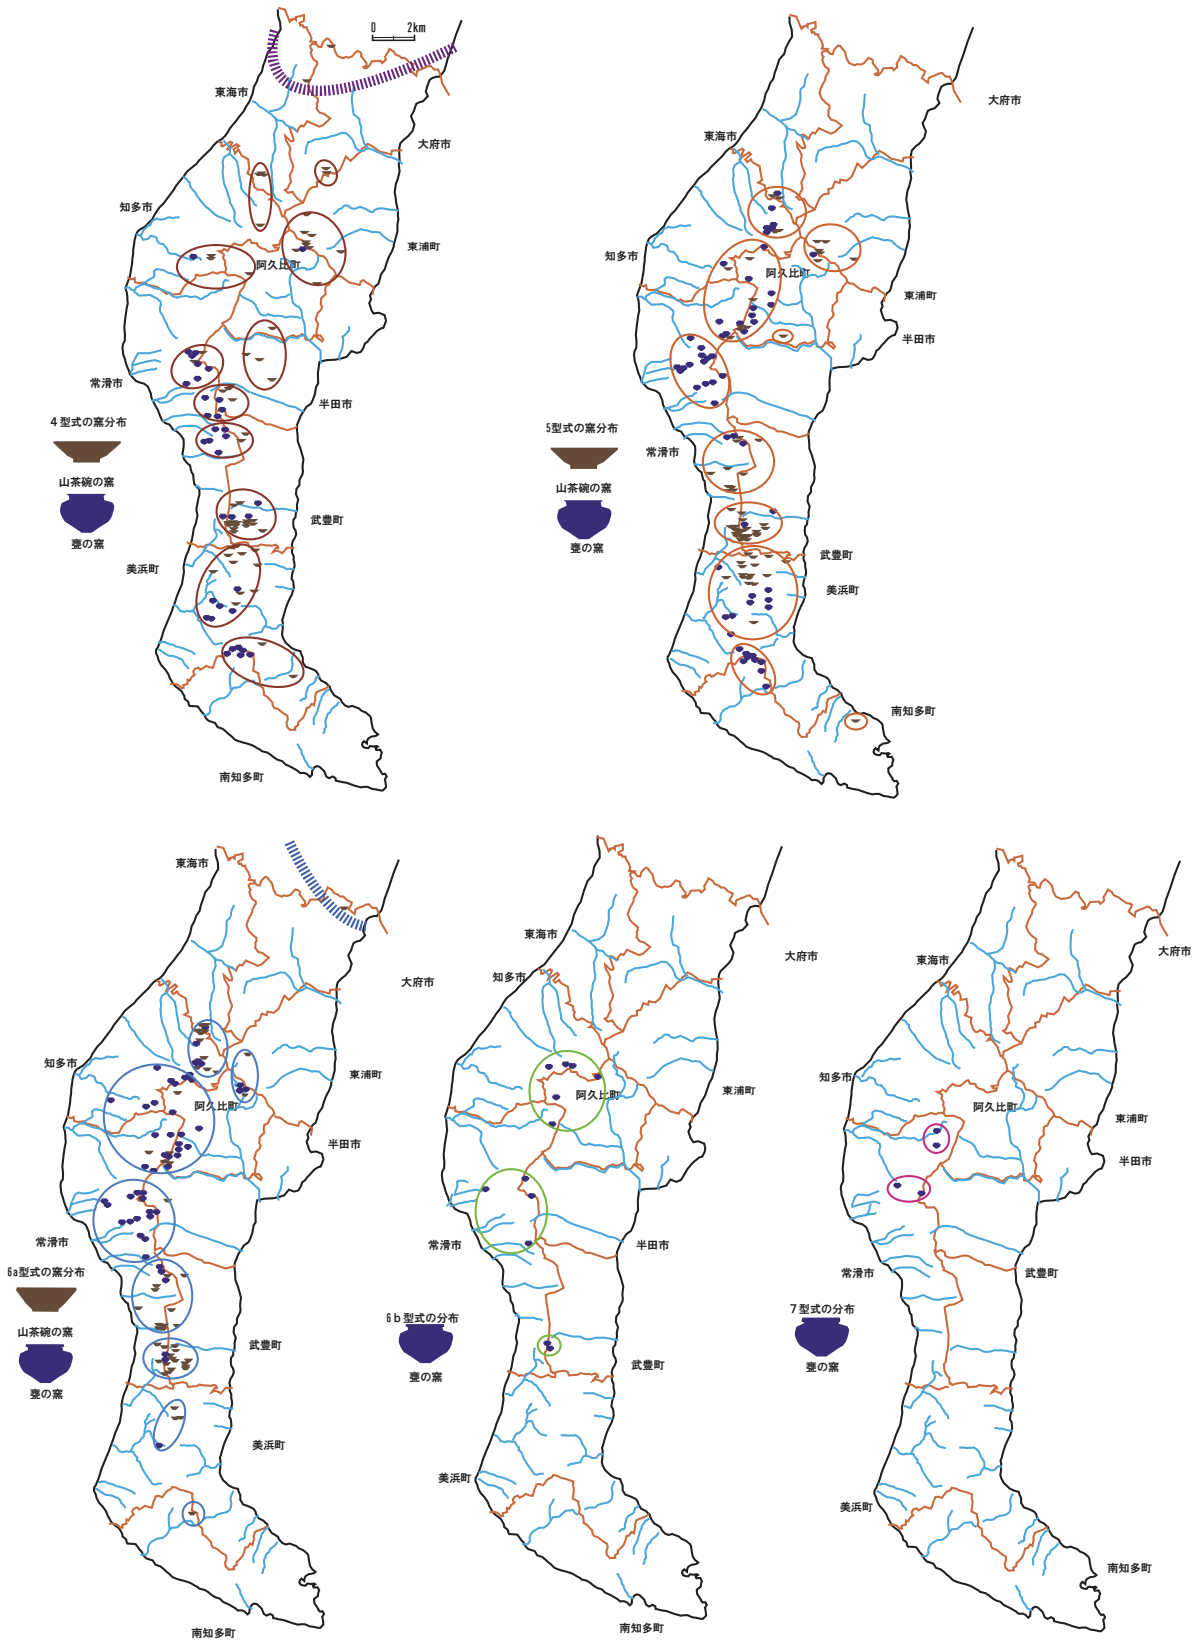 0 2km
東海市
大府市
知多市
東浦町
阿久比町
常滑市
半田市
4型式の窯分布
山茶碗の窯
甕の窯
武豊町
美浜町
南知多町
大府市
東海市
知多市
阿久比町
東浦町
半田市
5型式の窯分布
常滑市
山茶碗の窯
甕の窯
武豊町
美浜町
南知多町
東海市
大府市
知多市
東浦町
阿久比町
半田市
常滑市
6a型式の窯分布
山茶碗の窯
甕の窯
武豊町
美浜町
南知多町
東海市
大府市
知多市
阿久比町
東浦町
常滑市
半田市
6b型式の分布
甕の窯
武豊町
美浜町
南知多町
大府市
東海市
知多市
阿久比町
東浦町
半田市
常滑市
武豊町
7型式の分布
甕の窯
美浜町
南知多町